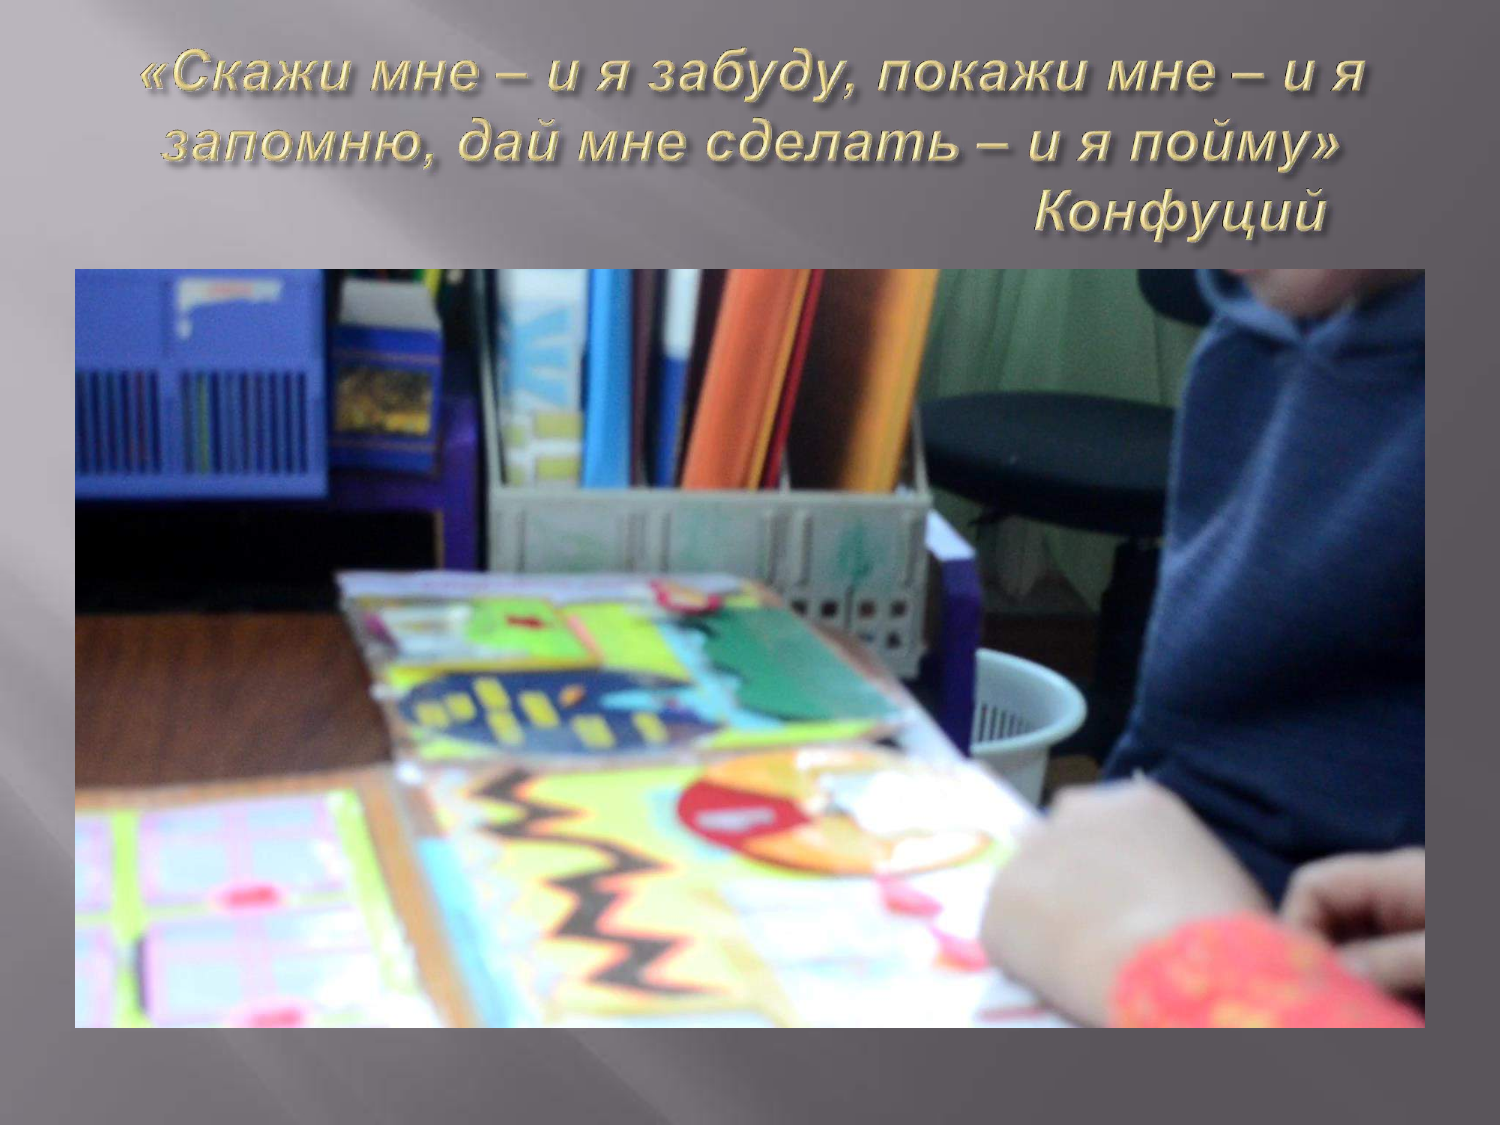 «Скажи мне – и я забуду, покажи мне – и я
запомню, дай мне сделать – и я пойму»
Конфуций